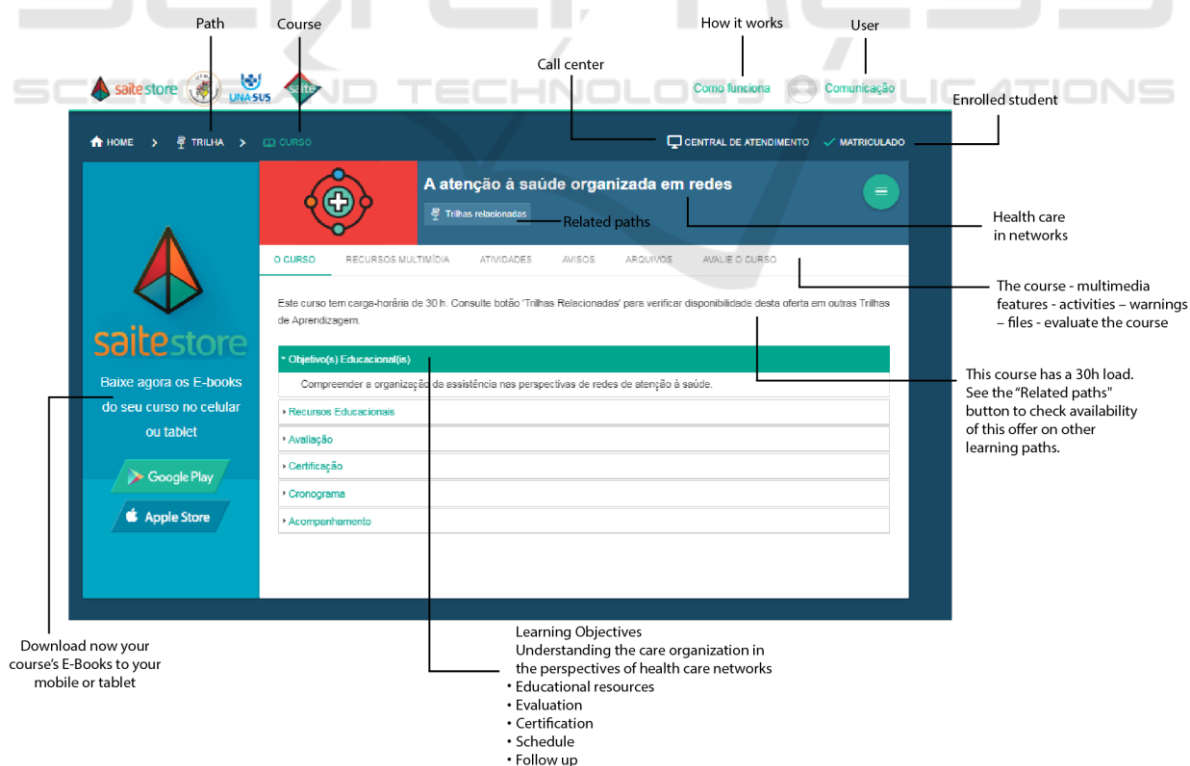 SCITEPRESS
SCIENCE AND TECHNOLOGY PUBLICATIONS
Path
Course
How it works
User
Call center
Enrolled student
saitestore
UNA-SUS
saite
Como funciona
Comunicação
HOME > TRILHA > CURSO
CENTRAL DE ATENDIMENTO
MATRICULADO
A atenção à saúde organizada em redes
Trilhas relacionadas
Related paths
Health care
in networks
O CURSO RECURSOS MULTIMÍDIA ATIVIDADES AVISOS ARQUIVOS AVALIE O CURSO
The course - multimedia
features - activities – warnings
– files - evaluate the course
Este curso tem carga-horária de 30 h. Consulte botão 'Trilhas Relacionadas' para verificar disponibilidade desta oferta em outras Trilhas
de Aprendizagem.
saitestore
Baixe agora os E-books
do seu curso no celular
ou tablet
Google Play
Apple Store
Objetivo(s) Educacional(is)
Compreender a organização da assistência nas perspectivas de redes de atenção à saúde.
Recursos Educacionais
Avaliação
Certificação
Cronograma
Acompanhamento
This course has a 30h load.
See the “Related paths"
button to check availability
of this offer on other
learning paths.
Download now your
course's E-Books to your
mobile or tablet
Learning Objectives
Understanding the care organization in
the perspectives of health care networks
• Educational resources
• Evaluation
• Certification
• Schedule
• Follow up